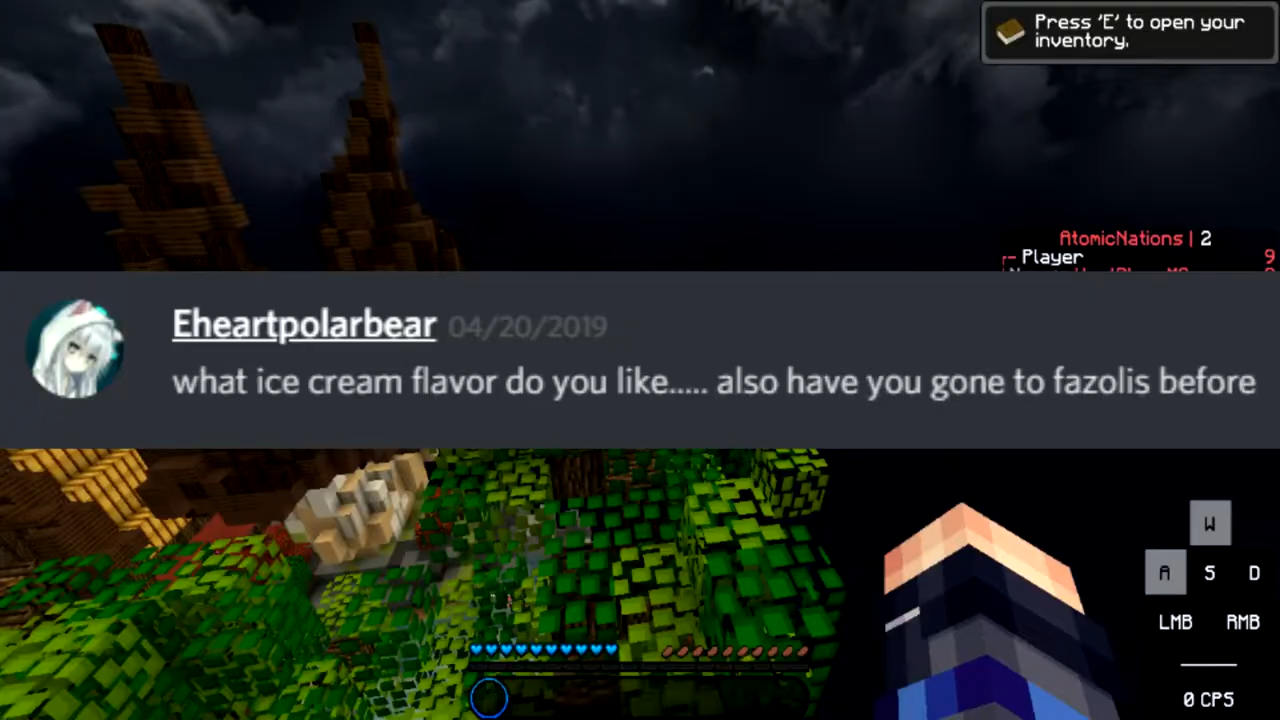 Press 'E' to open your
inventory.
AtomicNations | 2
Player 9
Eheartpolarbear 04/20/2019
what ice cream flavor do you like..... also have you gone to fazolis before
W
A S D
LMB RMB
0 CPS